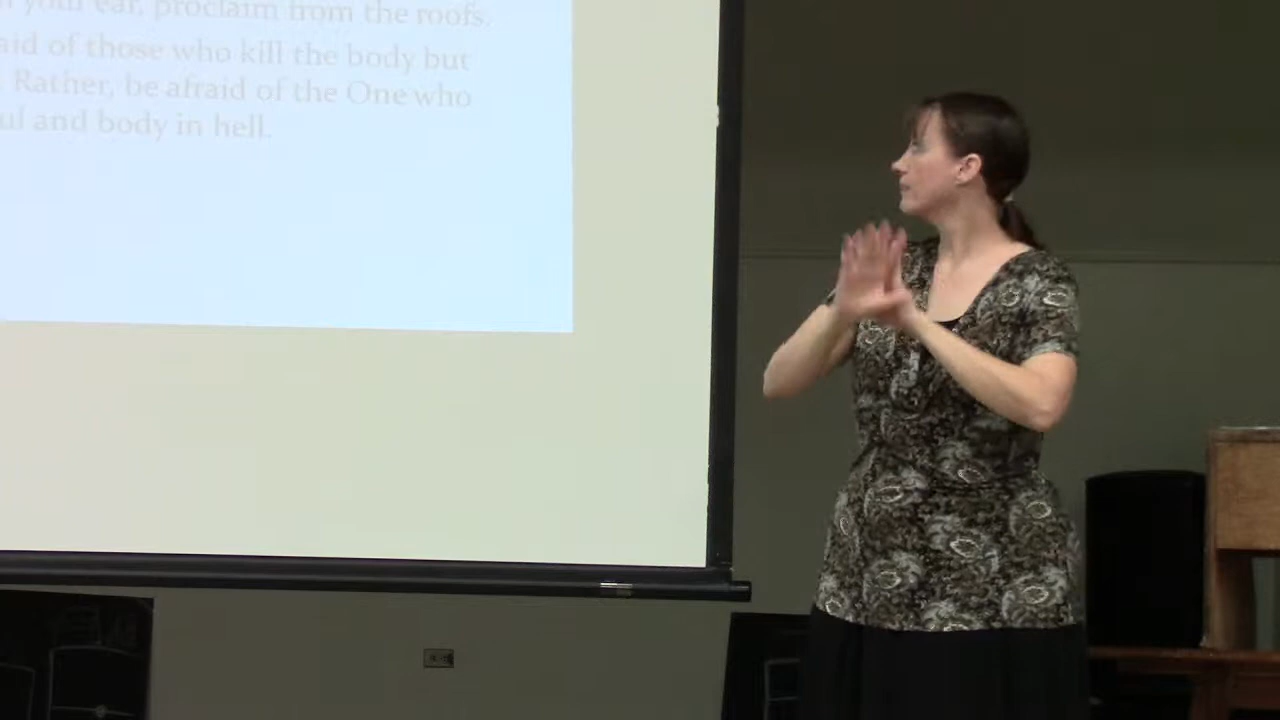 your ear, proclaim from the roofs.
aid of those who kill the body but
Rather, be afraid of the One who
ul and body in hell.